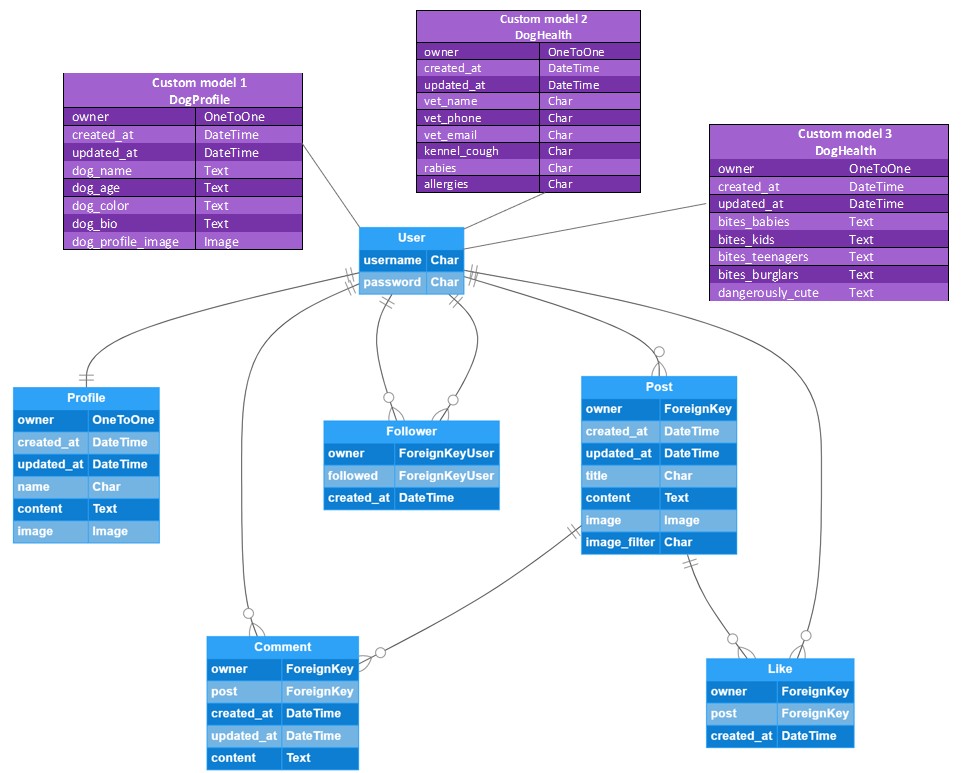 Custom model 2
DogHealth
owner OneToOne
created_at DateTime
updated_at DateTime
vet_name Char
vet_phone Char
vet_email Char
kennel_cough Char
rabies Char
allergies Char
Custom model 1
DogProfile
owner OneToOne
created_at DateTime
updated_at DateTime
dog_name Text
dog_age Text
dog_color Text
dog_bio Text
dog_profile_image Image
Custom model 3
DogHealth
owner OneToOne
created_at DateTime
updated_at DateTime
bites_babies Text
bites_kids Text
bites_teenagers Text
bites_burglars Text
dangerously_cute Text
User
username Char
password Char
Profile
owner OneToOne
created_at DateTime
updated_at DateTime
name Char
content Text
image Image
Follower
owner ForeignKeyUser
followed ForeignKeyUser
created_at DateTime
Post
owner ForeignKey
created_at DateTime
updated_at DateTime
title Char
content Text
image Image
image_filter Char
Comment
owner ForeignKey
post ForeignKey
created_at DateTime
updated_at DateTime
content Text
Like
owner ForeignKey
post ForeignKey
created_at DateTime